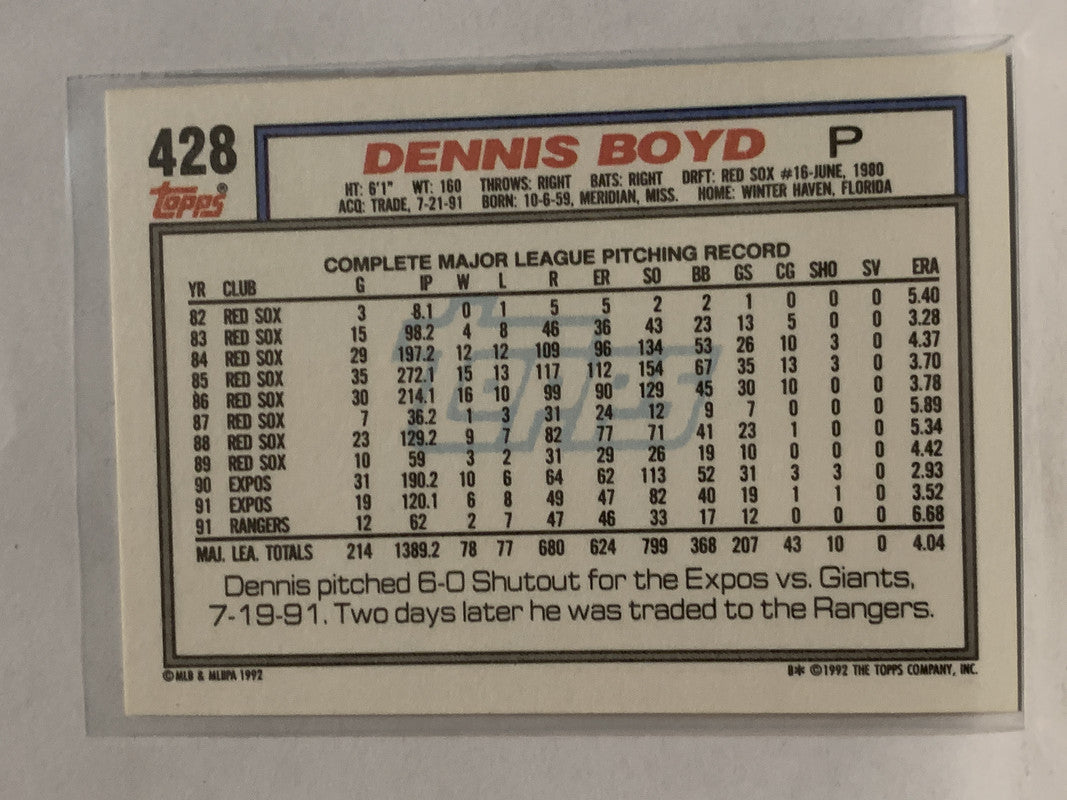 428
topps®
DENNIS BOYD P
HT: 6'1" WT: 160 THROWS: RIGHT BATS: RIGHT DRFT: RED SOX #16-JUNE, 1980
ACQ: TRADE, 7-21-91 BORN: 10-6-59, MERIDIAN, MISS. HOME: WINTER HAVEN, FLORIDA
COMPLETE MAJOR LEAGUE PITCHING RECORD
YR CLUB G IP W L R ER SO BB GS CG SHO SV ERA
82 RED SOX 3 8.1 0 1 5 5 2 2 1 0 0 0 5.40
83 RED SOX 15 98.2 4 8 46 36 43 23 13 5 0 0 3.28
84 RED SOX 29 197.2 12 12 109 96 134 53 26 10 3 0 4.37
85 RED SOX 35 272.1 15 13 117 112 154 67 35 13 3 0 3.70
86 RED SOX 30 214.1 16 10 99 90 129 45 30 10 0 0 3.78
87 RED SOX 7 36.2 1 3 31 24 12 9 7 0 0 0 5.89
88 RED SOX 23 129.2 9 7 82 77 71 41 23 1 0 0 5.34
89 RED SOX 10 59 3 2 31 29 26 19 10 0 0 0 4.42
90 EXPOS 31 190.2 10 6 64 62 113 52 31 3 3 0 2.93
91 EXPOS 19 120.1 6 8 49 47 82 40 19 1 1 0 3.52
91 RANGERS 12 62 2 7 47 46 33 17 12 0 0 0 6.68
MAJ. LEA. TOTALS 214 1389.2 78 77 680 624 799 368 207 43 10 0 4.04
topps
Dennis pitched 6-0 Shutout for the Expos vs. Giants,
7-19-91. Two days later he was traded to the Rangers.
© MLB & MLBPA 1992 B* ©1992 THE TOPPS COMPANY, INC.